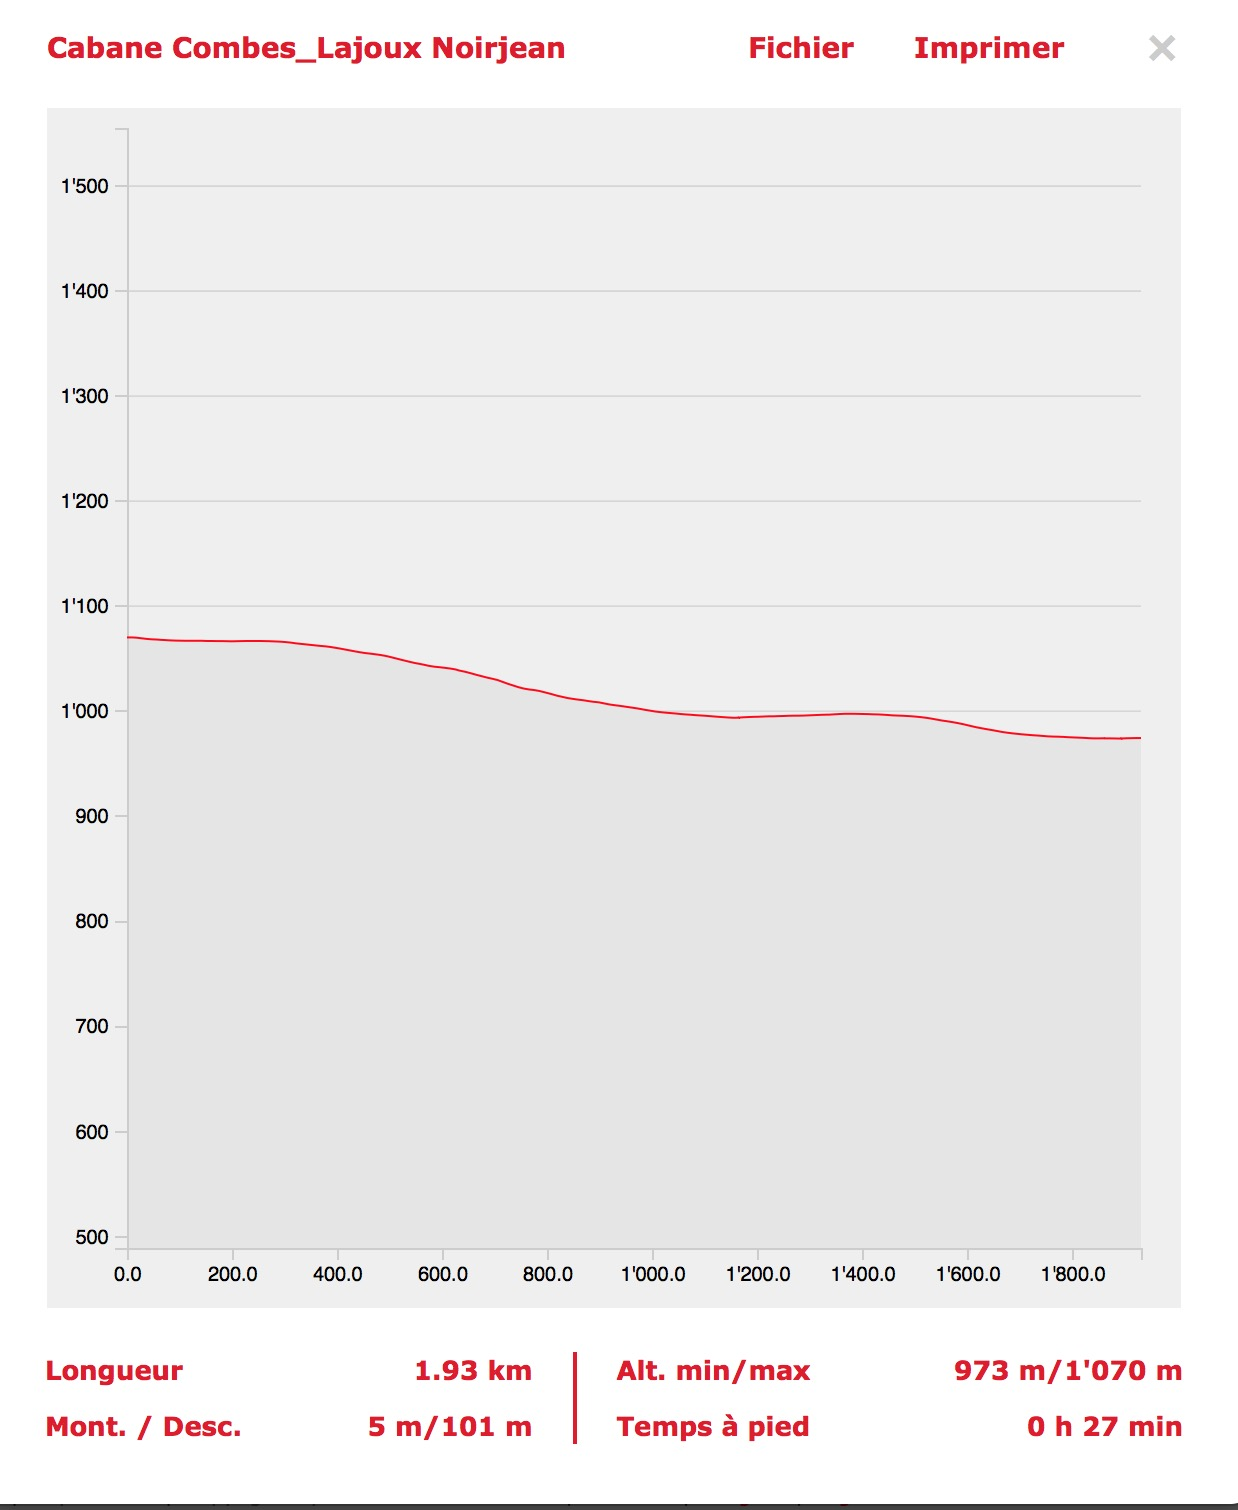 Cabane Combes_Lajoux Noirjean Fichier Imprimer ×
1'500
1'400
1'300
1'200
1'100
1'000
900
800
700
600
500
0.0 200.0 400.0 600.0 800.0 1'000.0 1'200.0 1'400.0 1'600.0 1'800.0
Longueur 1.93 km Alt. min/max 973 m/1'070 m
Mont. / Desc. 5 m/101 m Temps à pied 0 h 27 min